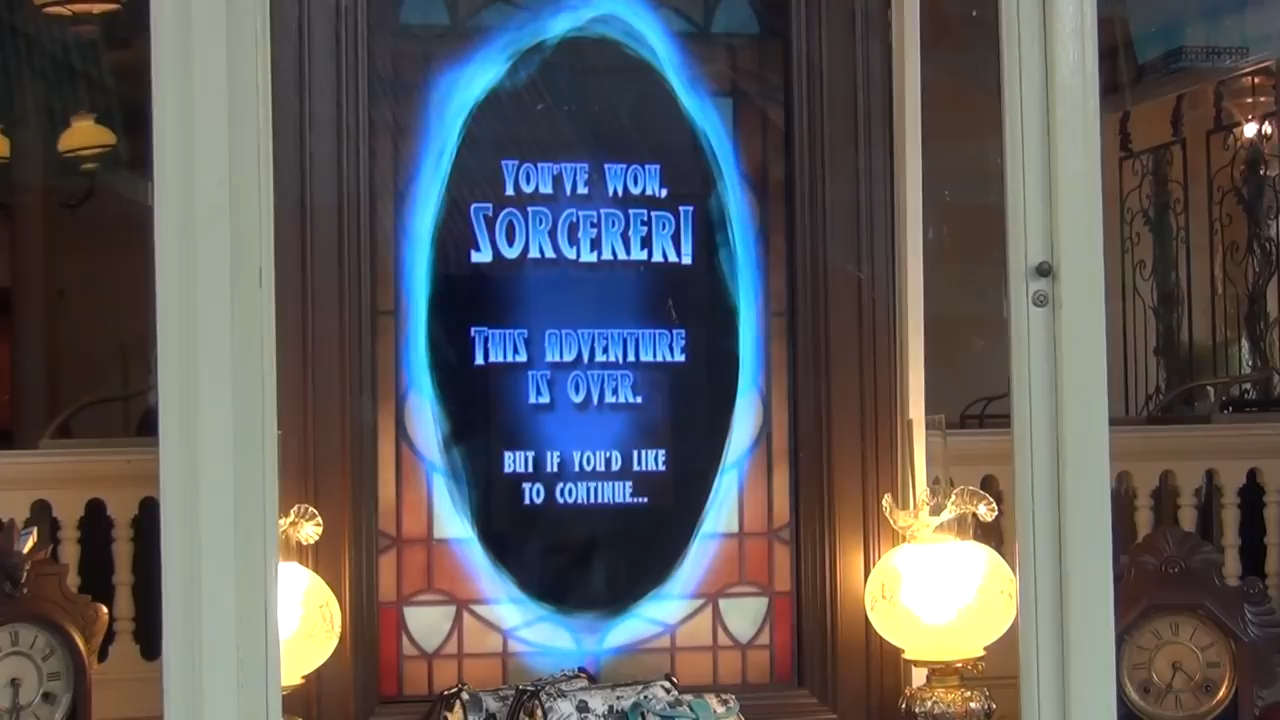 YOU'VE WON,
SORCERER!
THIS ADVENTURE
IS OVER.
BUT IF YOU'D LIKE
TO CONTINUE...